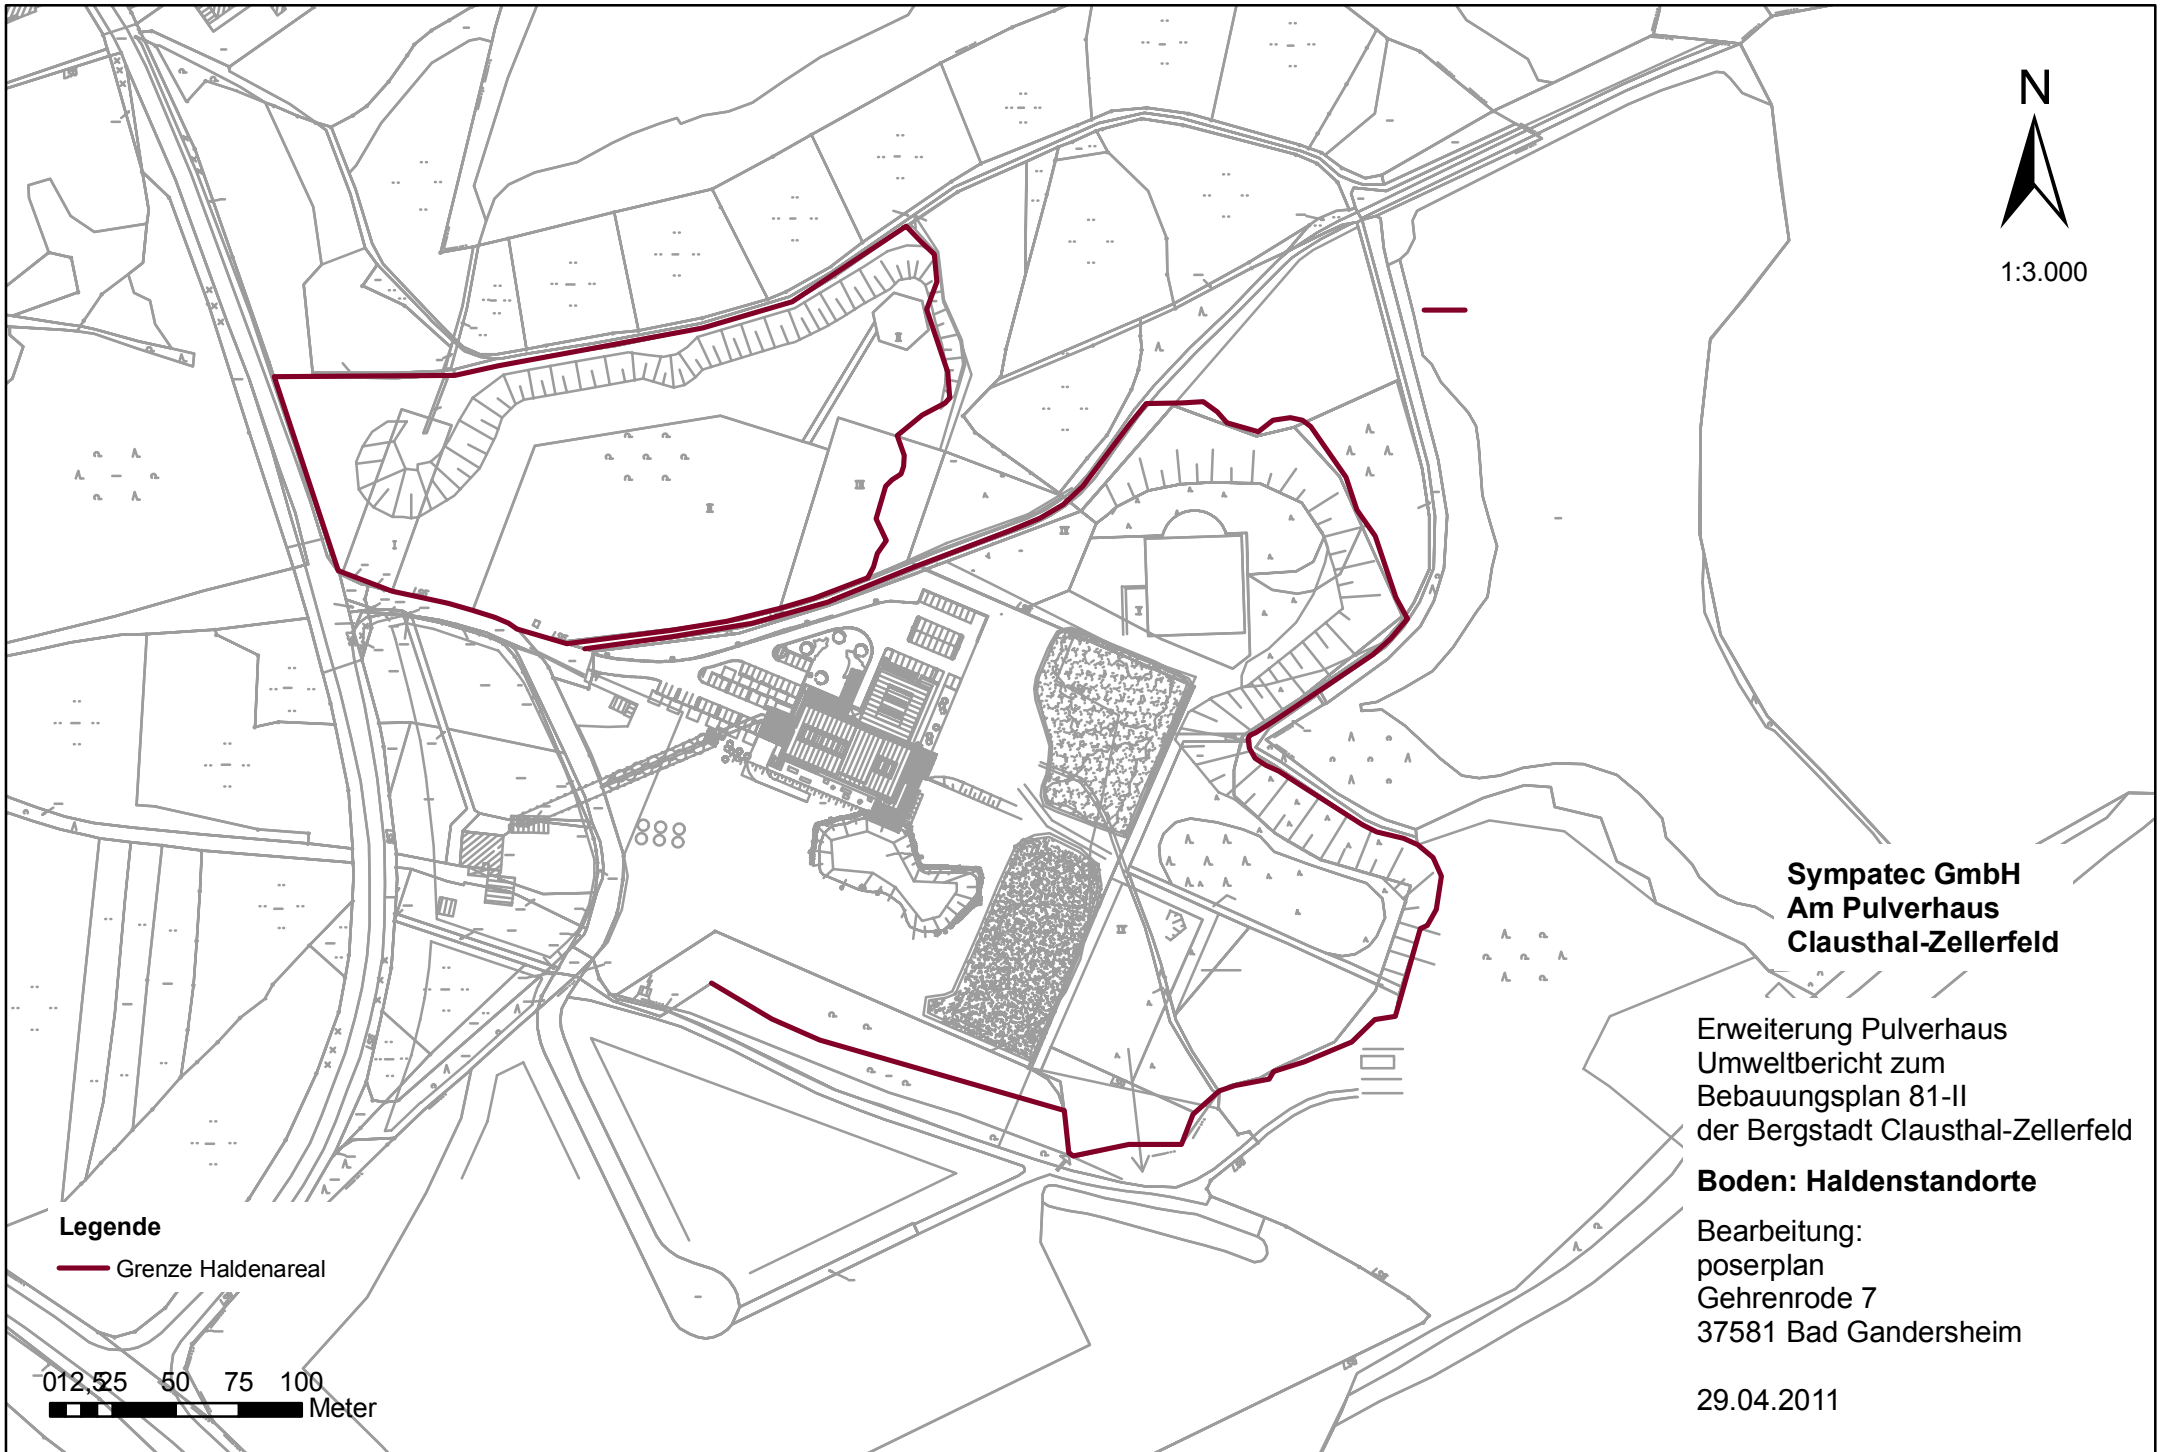 N
1:3.000
Sympatec GmbH
Am Pulverhaus
Clausthal-Zellerfeld
Erweiterung Pulverhaus
Umweltbericht zum
Bebauungsplan 81-II
der Bergstadt Clausthal-Zellerfeld
Boden: Haldenstandorte
Bearbeitung:
poserplan
Gehrenrode 7
37581 Bad Gandersheim
29.04.2011
Legende
Grenze Haldenareal
0 12,5 25 50 75 100
Meter